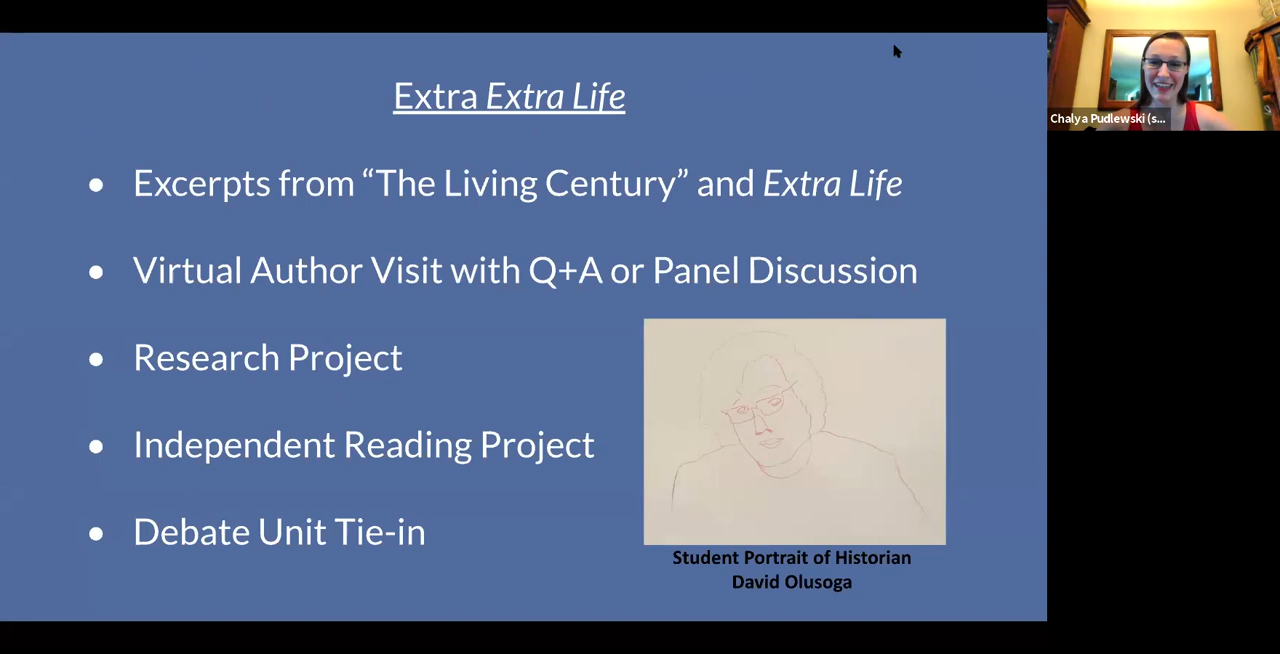 Extra Extra Life
• Excerpts from “The Living Century” and Extra Life
• Virtual Author Visit with Q+A or Panel Discussion
• Research Project
• Independent Reading Project
• Debate Unit Tie-in
Student Portrait of Historian
David Olusoga
Chalya Pudlewski (s...